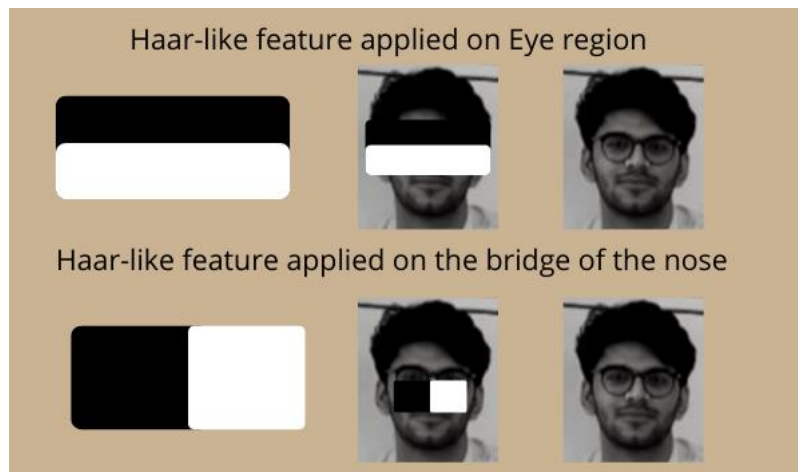 Haar-like feature applied on Eye region
Haar-like feature applied on the bridge of the nose